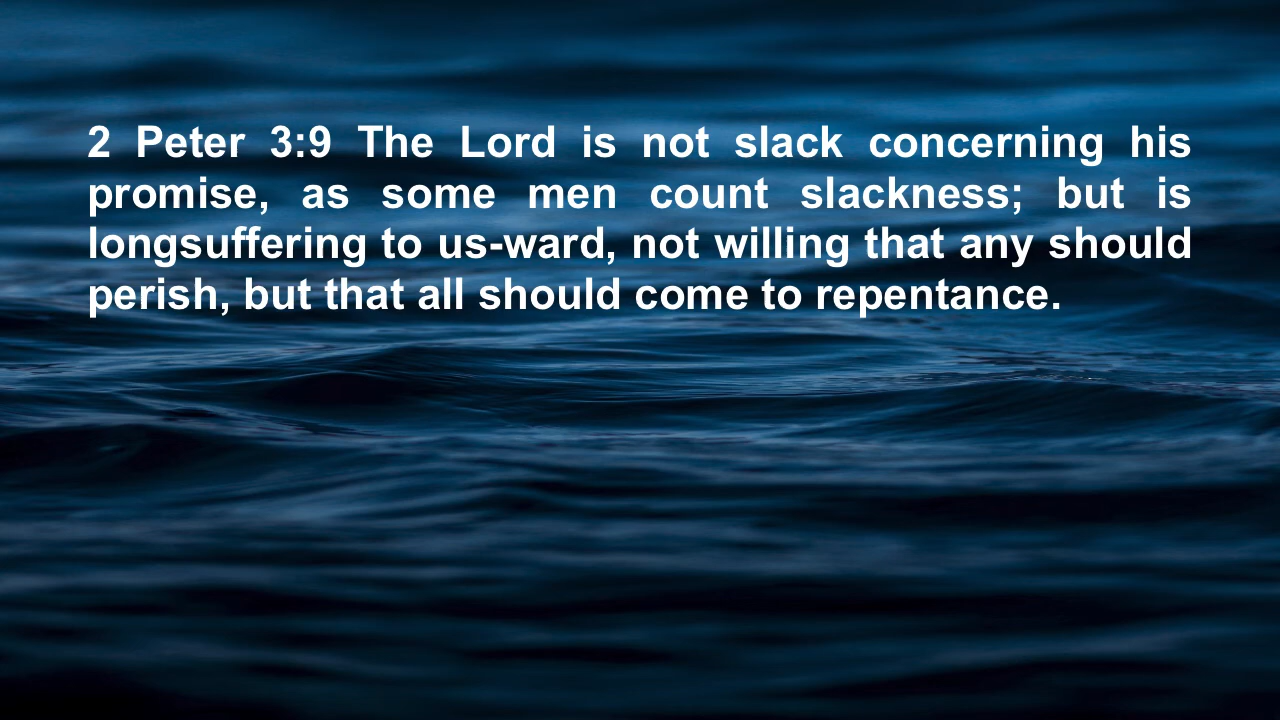 2 Peter 3:9 The Lord is not slack concerning his
promise, as some men count slackness; but is
longsuffering to us-ward, not willing that any should
perish, but that all should come to repentance.